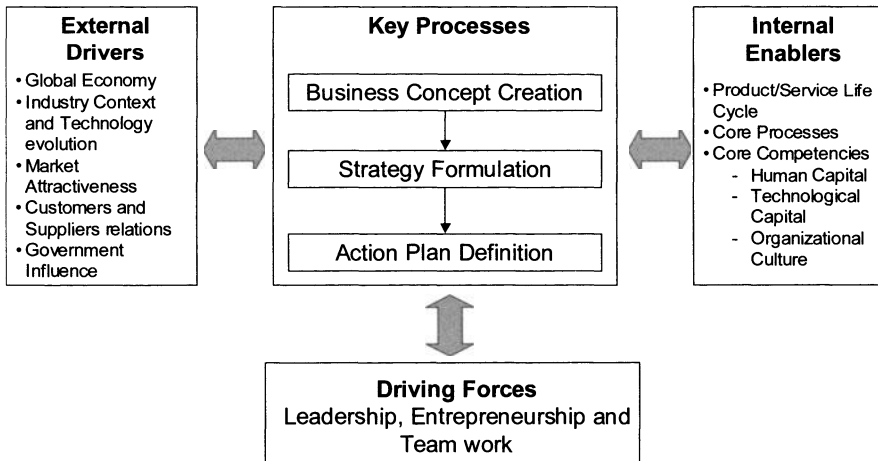 External
Drivers
• Global Economy
• Industry Context
and Technology
evolution
• Market
Attractiveness
• Customers and
Suppliers relations
• Government
Influence
Key Processes
Business Concept Creation
Strategy Formulation
Action Plan Definition
Internal
Enablers
• Product/Service Life
Cycle
• Core Processes
• Core Competencies
- Human Capital
- Technological
Capital
- Organizational
Culture
Driving Forces
Leadership, Entrepreneurship and
Team work